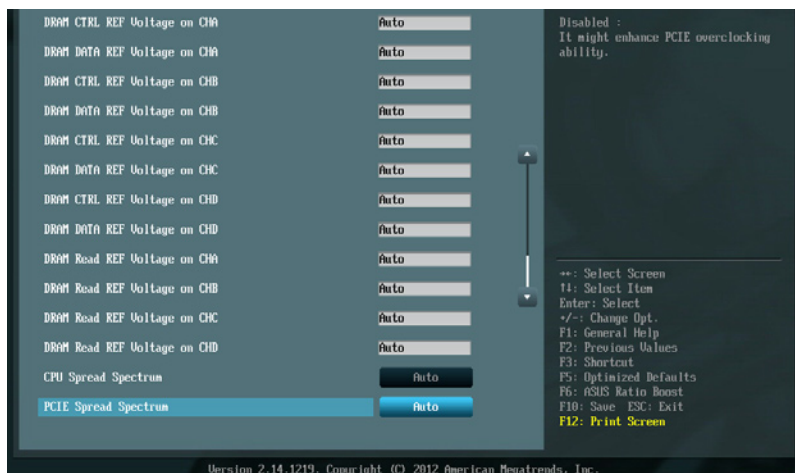 DRAM CTRL REF Voltage on CHA Auto
DRAM DATA REF Voltage on CHA Auto
DRAM CTRL REF Voltage on CHB Auto
DRAM DATA REF Voltage on CHB Auto
DRAM CTRL REF Voltage on CHC Auto
DRAM DATA REF Voltage on CHC Auto
DRAM CTRL REF Voltage on CHD Auto
DRAM DATA REF Voltage on CHD Auto
DRAM Read REF Voltage on CHA Auto
DRAM Read REF Voltage on CHB Auto
DRAM Read REF Voltage on CHC Auto
DRAM Read REF Voltage on CHD Auto
CPU Spread Spectrum Auto
PCIE Spread Spectrum Auto
Disabled :
It might enhance PCIE overclocking
ability.
→←: Select Screen
↑↓: Select Item
Enter: Select
+/-: Change Opt.
F1: General Help
F2: Previous Values
F3: Shortcut
F5: Optimized Defaults
F6: ASUS Ratio Boost
F10: Save ESC: Exit
F12: Print Screen
Version 2.14.1219. Copyright (C) 2012 American Megatrends, Inc.